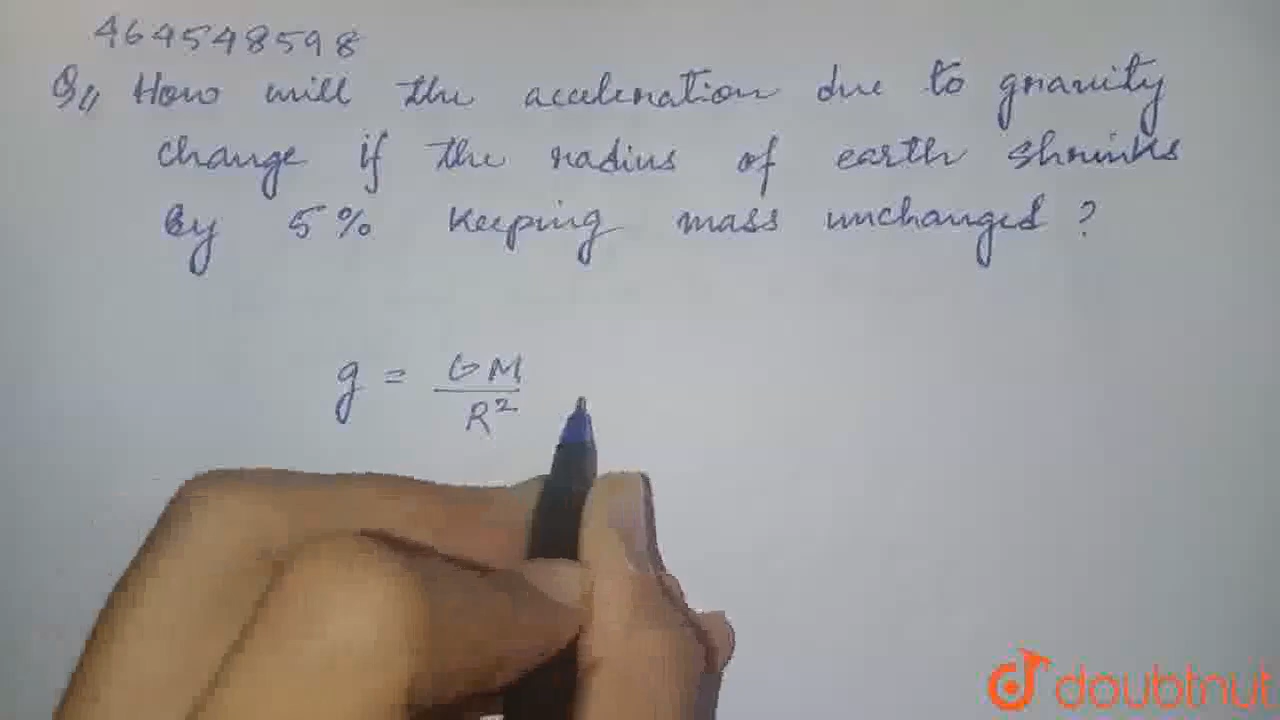 464548598
Q,, How will the acceleration due to gravity
change if the radius of earth shrinks
by 5% keeping mass unchanged ?
g = GM
R²
doubtnut